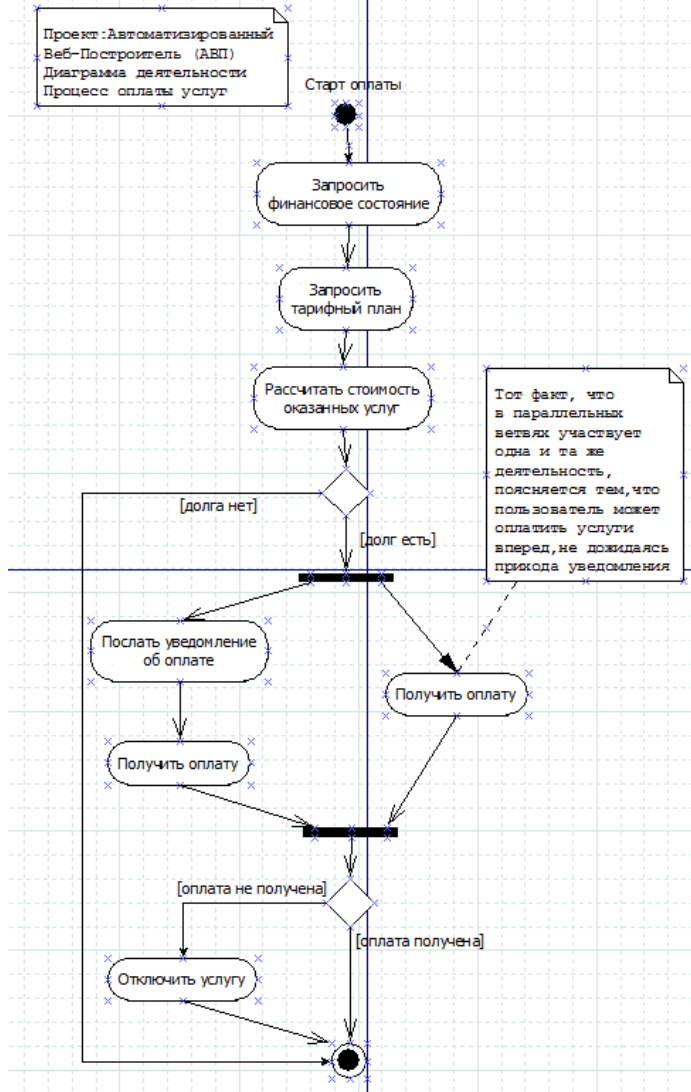 Проект:Автоматизированный
Веб-Построитель (АВП)
Диаграмма деятельности
Процесс оплаты услуг
Старт оплаты
Запросить
финансовое состояние
Запросить
тарифный план
Рассчитать стоимость
оказанных услуг
Тот факт, что
в параллельных
ветвях участвует
одна и та же
деятельность,
поясняется тем,что
пользователь может
оплатить услуги
вперед,не дожидаясь
прихода уведомления
[долга нет]
[долг есть]
Послать уведомление
об оплате
Получить оплату
Получить оплату
[оплата не получена]
[оплата получена]
Отключить услугу